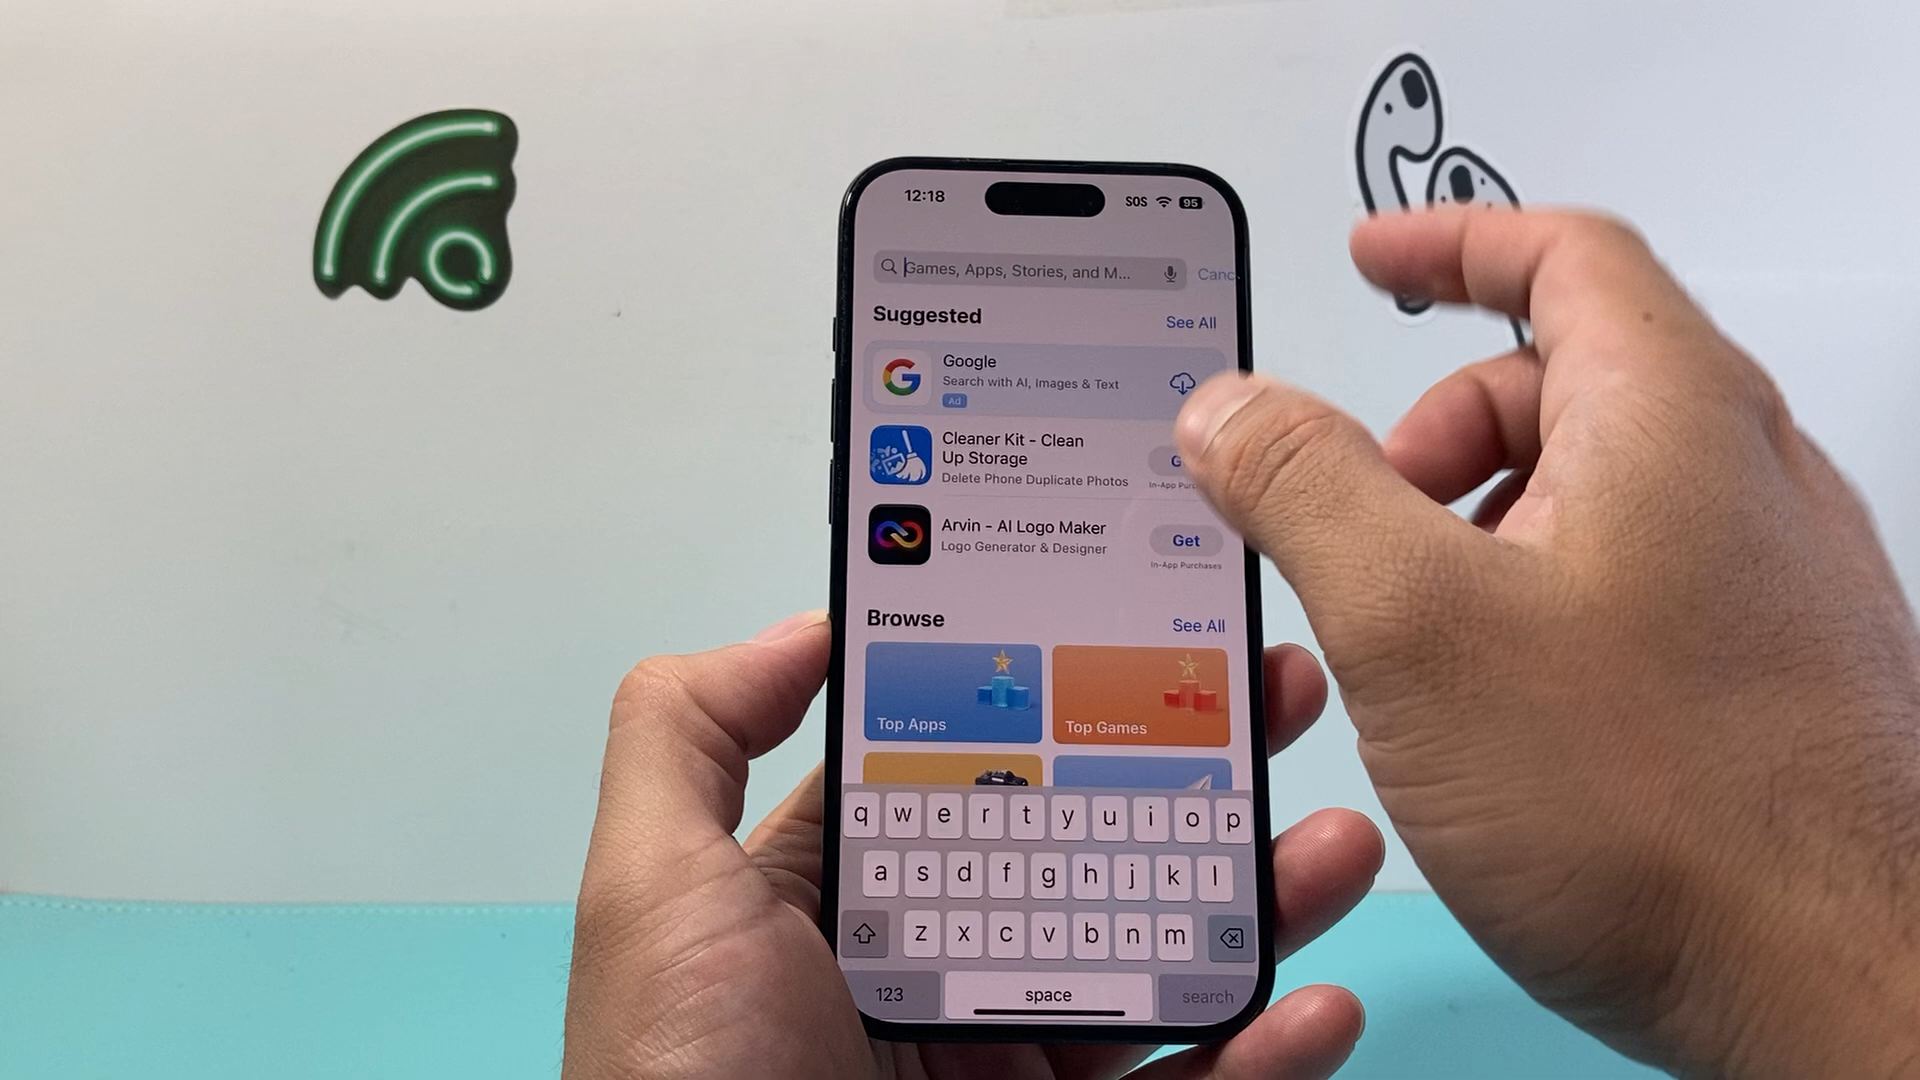 12:18
SOS
95
Games, Apps, Stories, and M...
Suggested
See All
Google
Search with AI, Images & Text
Ad
Cleaner Kit - Clean
Up Storage
Delete Phone Duplicate Photos
Arvin - AI Logo Maker
Logo Generator & Designer
Get
In-App Purchases
Browse
See All
Top Apps
Top Games
q w e r t y u i o p
a s d f g h j k l
z x c v b n m
123 space search